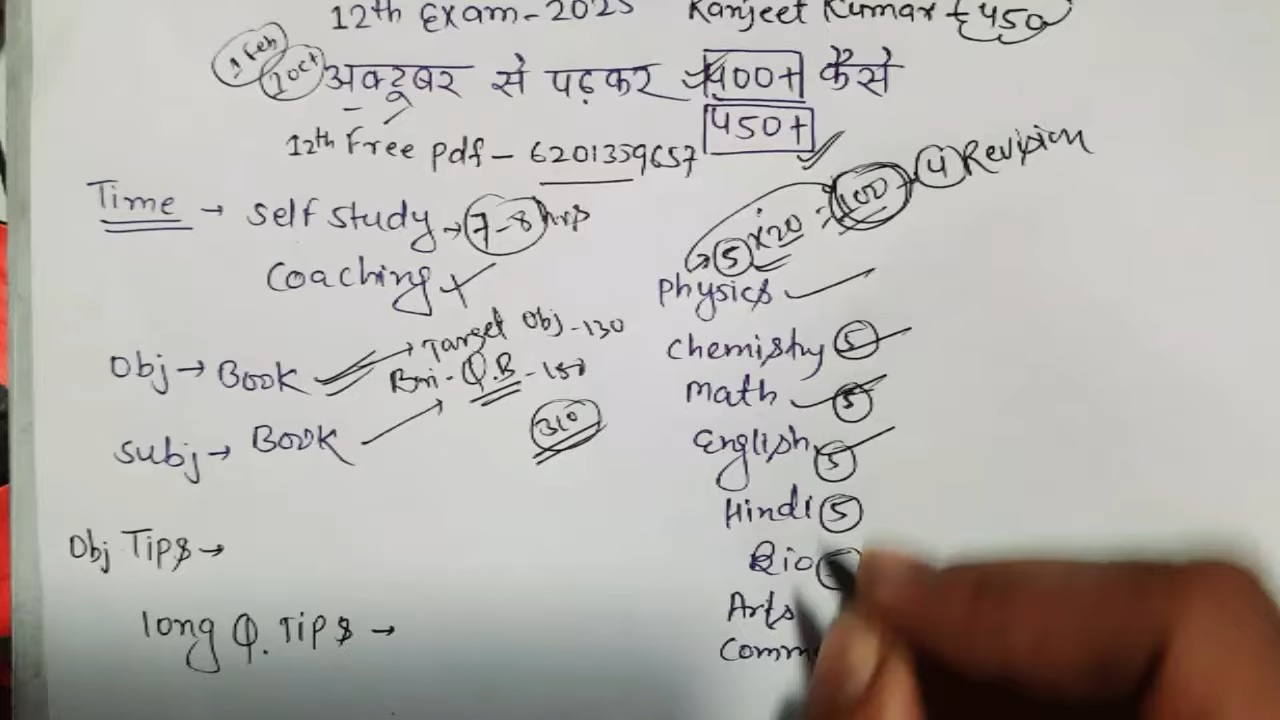 12th Exam-2025 Ranjeet Kumar - 450
1 Feb
1 Oct
अक्टूबर से पढ़कर 400+ कैसे
450+
12th Free pdf - 6201359657
Time → Self Study → 7-8 hrs
Coaching ×
Obj → BOOK → Target Obj - 130
Q.B
Subj → BOOK
310
Obj Tips →
long Q. Tips →
5 × 20 = 100 - 4 Revision
Physics
Chemistry 5
Math 5
English 5
Hindi 5
Bio
Arts
Comm